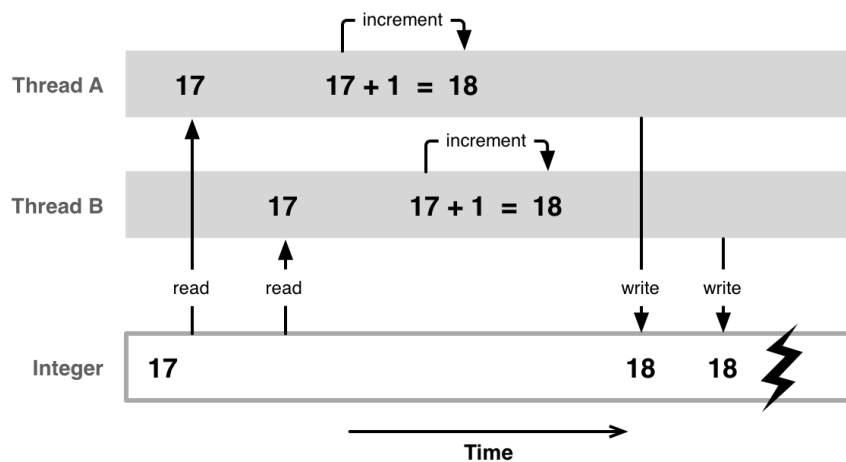 increment
Thread A 17 17 + 1 = 18
increment
Thread B 17 17 + 1 = 18
read read write write
Integer 17 18 18
Time